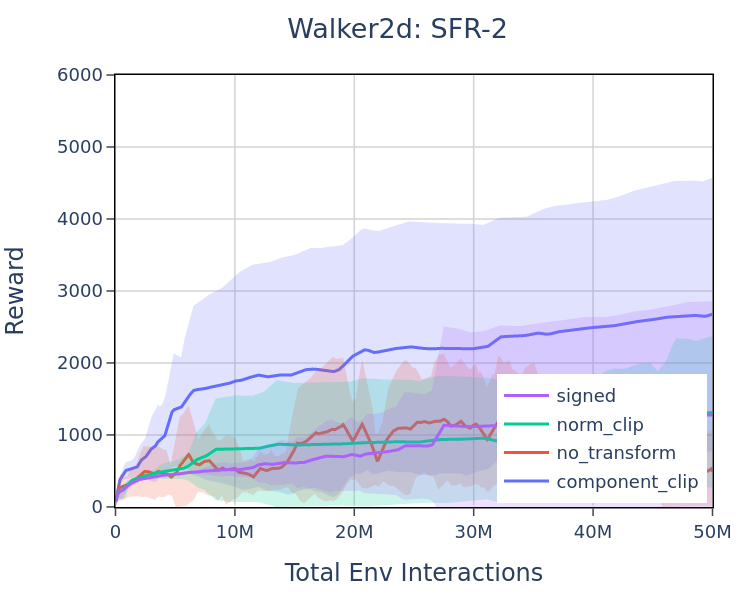 Walker2d: SFR-2
Reward
6000
5000
4000
3000
2000
1000
0
signed
norm_clip
no_transform
component_clip
0
10M
20M
30M
40M
50M
Total Env Interactions